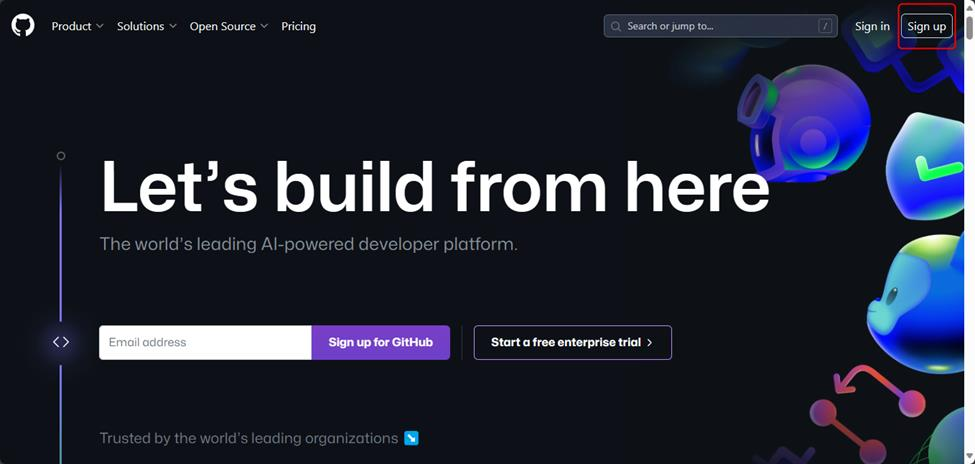 Product Solutions Open Source Pricing Search or jump to... / Sign in Sign up
Let’s build from here
The world’s leading AI-powered developer platform.
Email address Sign up for GitHub Start a free enterprise trial
Trusted by the world’s leading organizations